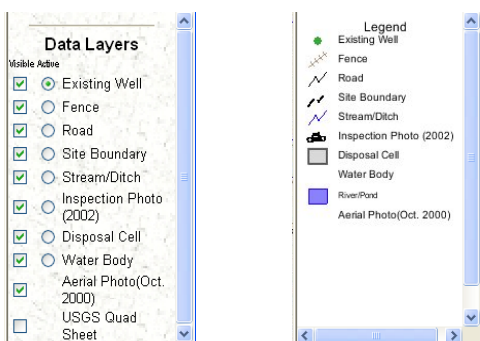 Data Layers
Visible Active
Existing Well
Fence
Road
Site Boundary
Stream/Ditch
Inspection Photo
(2002)
Disposal Cell
Water Body
Aerial Photo(Oct.
2000)
USGS Quad
Sheet
Legend
Existing Well
Fence
Road
Site Boundary
Stream/Ditch
Inspection Photo (2002)
Disposal Cell
Water Body
River/Pond
Aerial Photo(Oct. 2000)